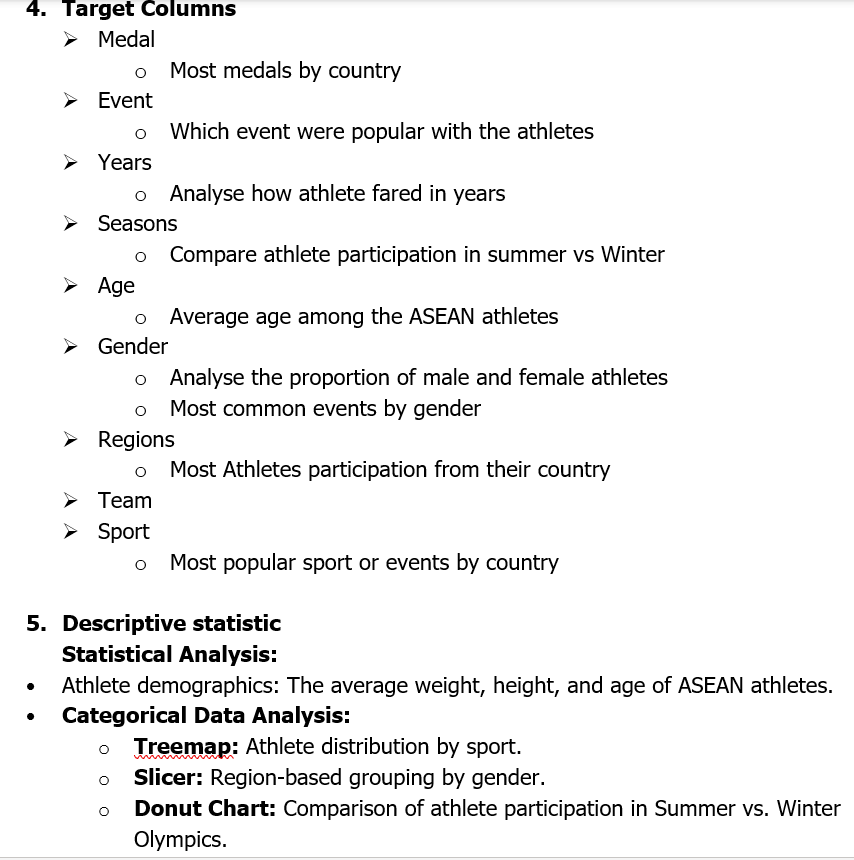 4. Target Columns
➢ Medal
o Most medals by country
➢ Event
o Which event were popular with the athletes
➢ Years
o Analyse how athlete fared in years
➢ Seasons
o Compare athlete participation in summer vs Winter
➢ Age
o Average age among the ASEAN athletes
➢ Gender
o Analyse the proportion of male and female athletes
o Most common events by gender
➢ Regions
o Most Athletes participation from their country
➢ Team
➢ Sport
o Most popular sport or events by country
5. Descriptive statistic
Statistical Analysis:
• Athlete demographics: The average weight, height, and age of ASEAN athletes.
• Categorical Data Analysis:
o Treemap: Athlete distribution by sport.
o Slicer: Region-based grouping by gender.
o Donut Chart: Comparison of athlete participation in Summer vs. Winter
Olympics.